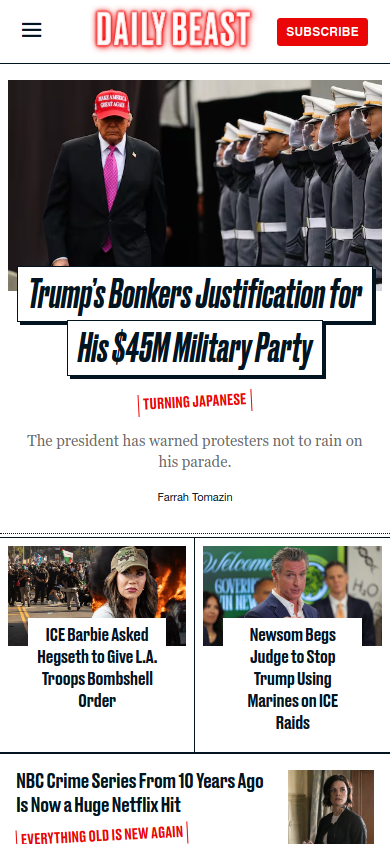 DAILY BEAST
SUBSCRIBE
MAKE AMERICA
GREAT AGAIN
Trump's Bonkers Justification for
His $45M Military Party
TURNING JAPANESE
The president has warned protesters not to rain on
his parade.
Farrah Tomazin
ICE Barbie Asked
Hegseth to Give L.A.
Troops Bombshell
Order
Welcome
GOVER
IN NEW
H₂O
Newsom Begs
Judge to Stop
Trump Using
Marines on ICE
Raids
NBC Crime Series From 10 Years Ago
Is Now a Huge Netflix Hit
EVERYTHING OLD IS NEW AGAIN